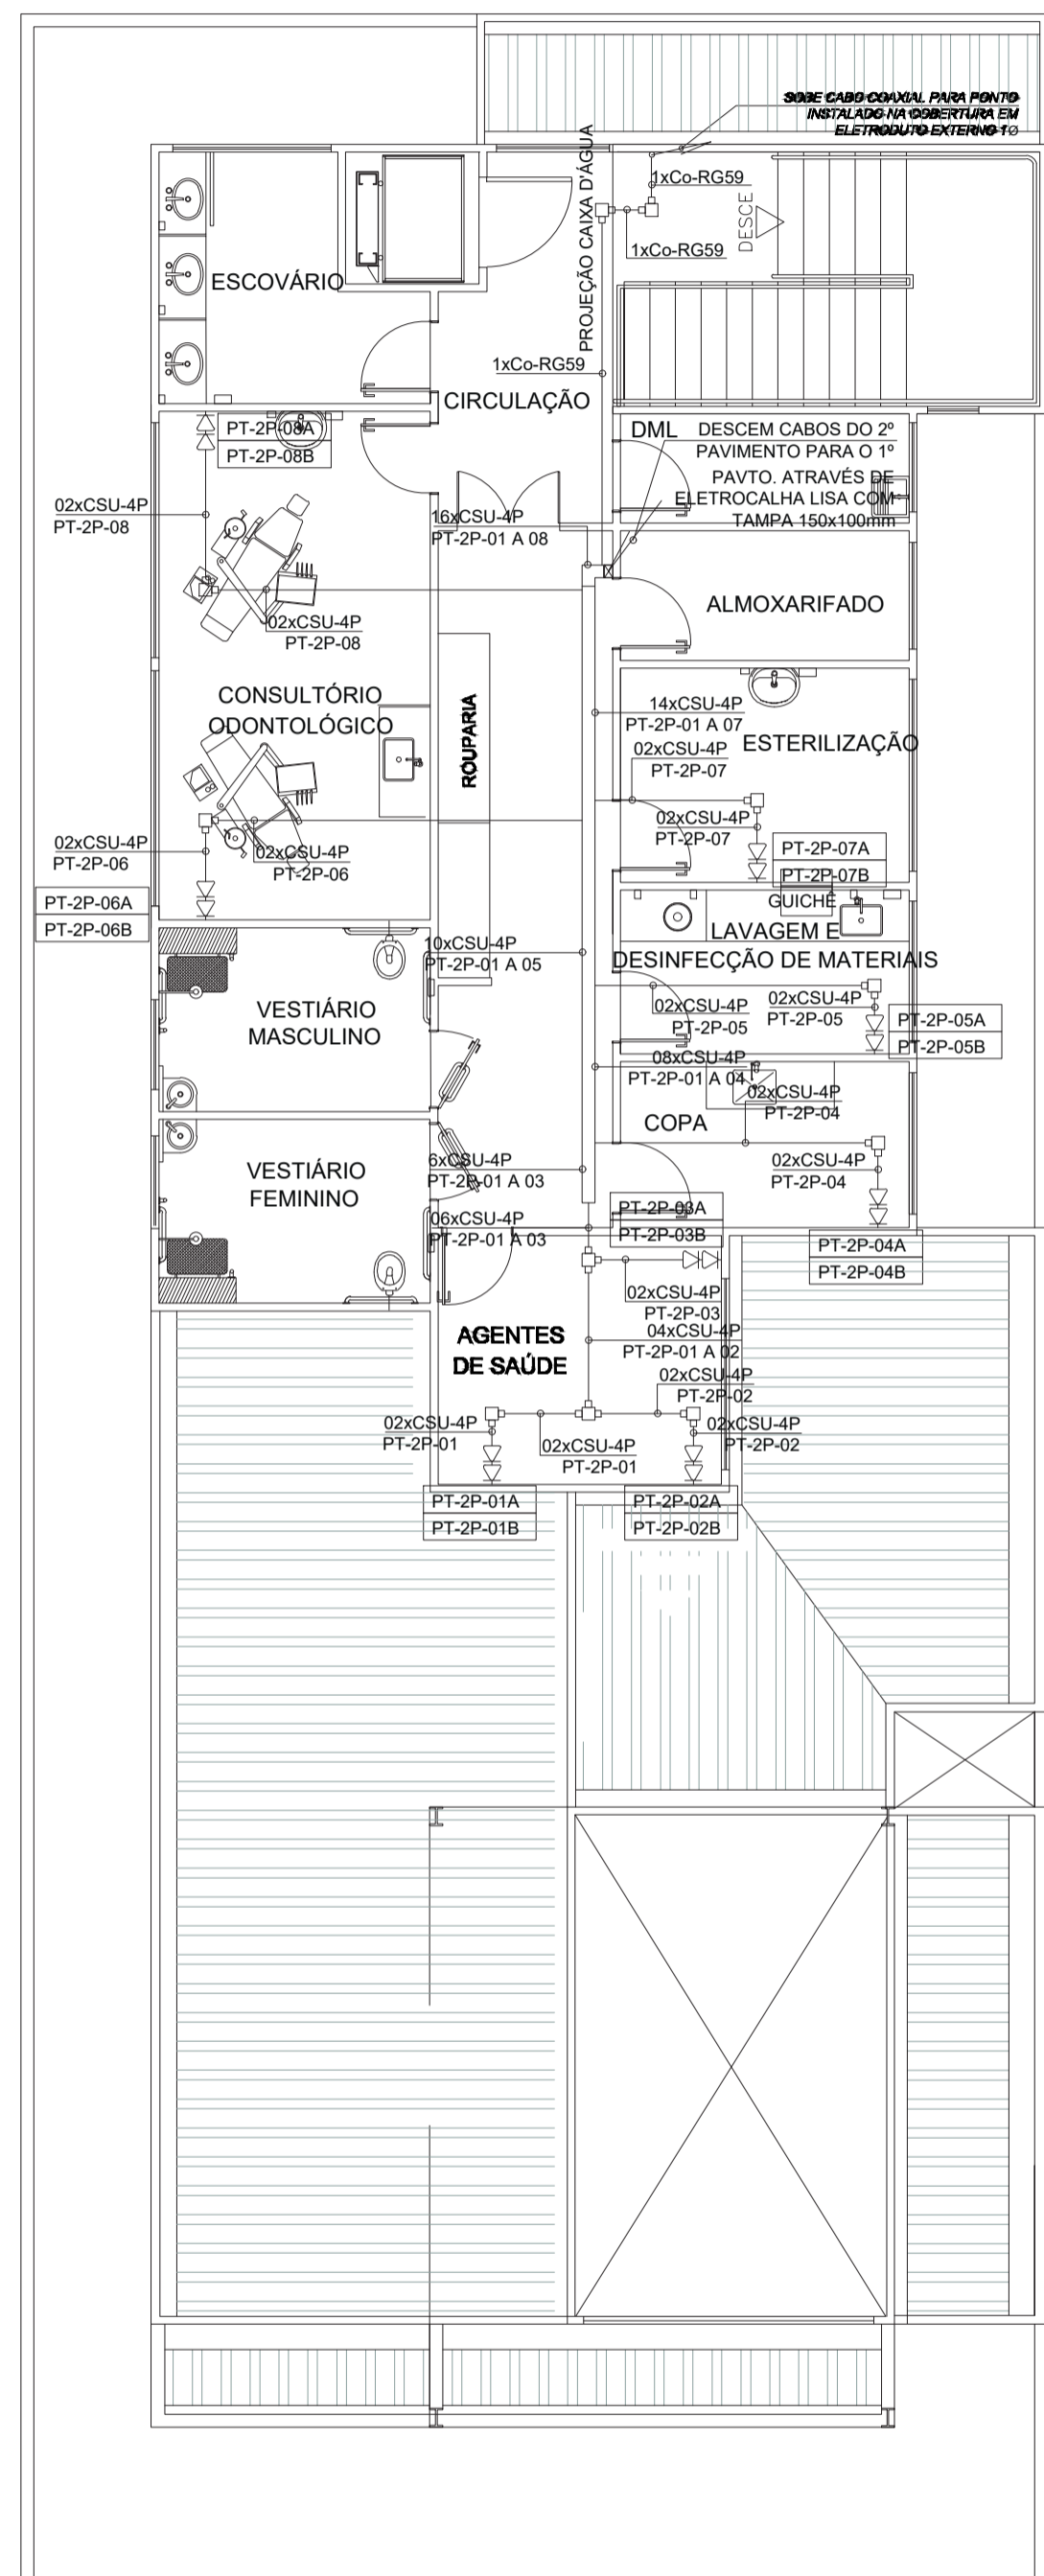 SOBE CABO COAXIAL PARA PONTO
INSTALADO NA COBERTURA EM
ELETRODUTO EXTERNO 1Ø
PROJEÇÃO CAIXA D'ÁGUA
1xCo-RG59
DESCE
1xCo-RG59
ESCOVÁRIO
1xCo-RG59
CIRCULAÇÃO
PT-2P-08A
PT-2P-08B
DML
DESCEM CABOS DO 2º
PAVIMENTO PARA O 1º
PAVTO. ATRAVÉS DE
ELETROCALHA LISA COM
TAMPA 150x100mm
02xCSU-4P
PT-2P-08
16xCSU-4P
PT-2P-01 A 08
ALMOXARIFADO
02xCSU-4P
PT-2P-08
CONSULTÓRIO
ODONTOLÓGICO
ROUPARIA
14xCSU-4P
PT-2P-01 A 07
ESTERILIZAÇÃO
02xCSU-4P
PT-2P-07
02xCSU-4P
PT-2P-07
02xCSU-4P
PT-2P-06
02xCSU-4P
PT-2P-06
PT-2P-07A
PT-2P-07B
PT-2P-06A
PT-2P-06B
GUICHÊ
LAVAGEM E
DESINFECÇÃO DE MATERIAIS
10xCSU-4P
PT-2P-01 A 05
02xCSU-4P
PT-2P-05
02xCSU-4P
PT-2P-05
PT-2P-05A
PT-2P-05B
VESTIÁRIO
MASCULINO
08xCSU-4P
PT-2P-01 A 04
02xCSU-4P
PT-2P-04
COPA
02xCSU-4P
PT-2P-04
VESTIÁRIO
FEMININO
6xCSU-4P
PT-2P-01 A 03
06xCSU-4P
PT-2P-01 A 03
PT-2P-03A
PT-2P-03B
PT-2P-04A
PT-2P-04B
02xCSU-4P
PT-2P-03
AGENTES
DE SAÚDE
04xCSU-4P
PT-2P-01 A 02
02xCSU-4P
PT-2P-02
02xCSU-4P
PT-2P-01
02xCSU-4P
PT-2P-01
02xCSU-4P
PT-2P-02
PT-2P-01A
PT-2P-01B
PT-2P-02A
PT-2P-02B